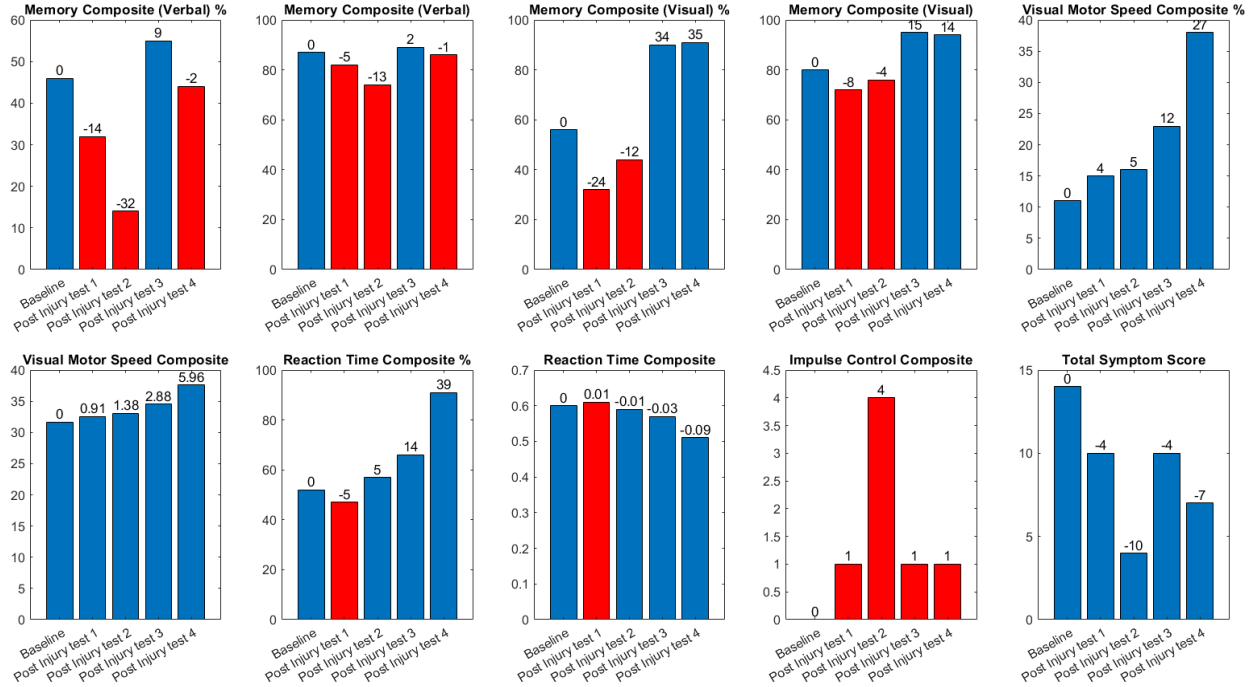 Memory Composite (Verbal) %
60
50
40
30
20
10
0
0
-14
-32
9
-2
Baseline
Post Injury test 1
Post Injury test 2
Post Injury test 3
Post Injury test 4
Memory Composite (Verbal)
100
80
60
40
20
0
0
-5
-13
2
-1
Baseline
Post Injury test 1
Post Injury test 2
Post Injury test 3
Post Injury test 4
Memory Composite (Visual) %
100
80
60
40
20
0
0
-24
-12
34
35
Baseline
Post Injury test 1
Post Injury test 2
Post Injury test 3
Post Injury test 4
Memory Composite (Visual)
100
80
60
40
20
0
0
-8
-4
15
14
Baseline
Post Injury test 1
Post Injury test 2
Post Injury test 3
Post Injury test 4
Visual Motor Speed Composite %
40
35
30
25
20
15
10
5
0
0
4
5
12
27
Baseline
Post Injury test 1
Post Injury test 2
Post Injury test 3
Post Injury test 4
Visual Motor Speed Composite
40
35
30
25
20
15
10
5
0
0
0.91
1.38
2.88
5.96
Baseline
Post Injury test 1
Post Injury test 2
Post Injury test 3
Post Injury test 4
Reaction Time Composite %
100
80
60
40
20
0
0
-5
5
14
39
Baseline
Post Injury test 1
Post Injury test 2
Post Injury test 3
Post Injury test 4
Reaction Time Composite
0.7
0.6
0.5
0.4
0.3
0.2
0.1
0
0
0.01
-0.01
-0.03
-0.09
Baseline
Post Injury test 1
Post Injury test 2
Post Injury test 3
Post Injury test 4
Impulse Control Composite
4.5
4
3.5
3
2.5
2
1.5
1
0.5
0
0
1
4
1
1
Baseline
Post Injury test 1
Post Injury test 2
Post Injury test 3
Post Injury test 4
Total Symptom Score
15
10
5
0
0
-4
-10
-4
-7
Baseline
Post Injury test 1
Post Injury test 2
Post Injury test 3
Post Injury test 4